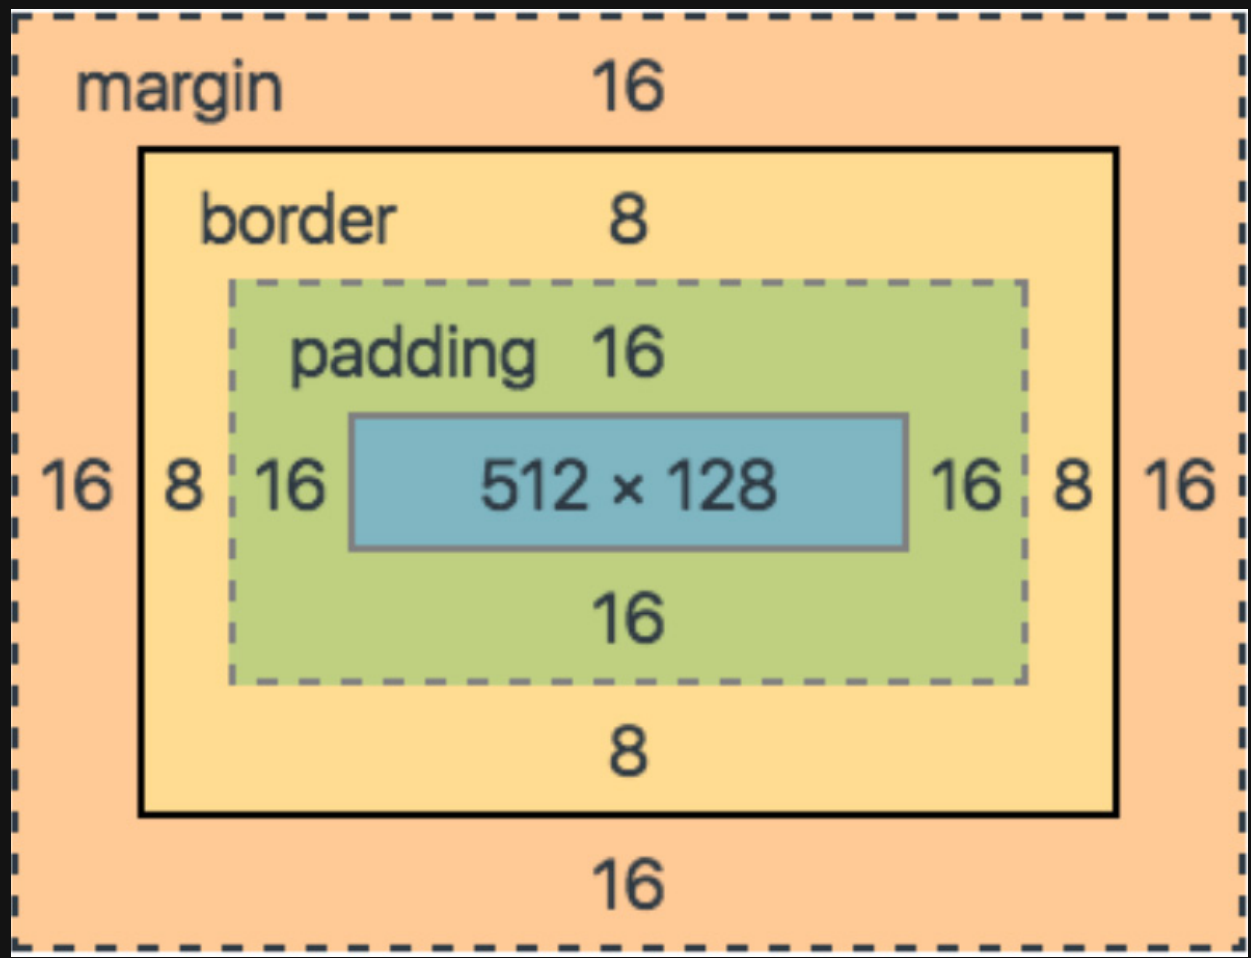 margin 16
border 8
padding 16
16 8 16 512 × 128 16 8 16
16
8
16